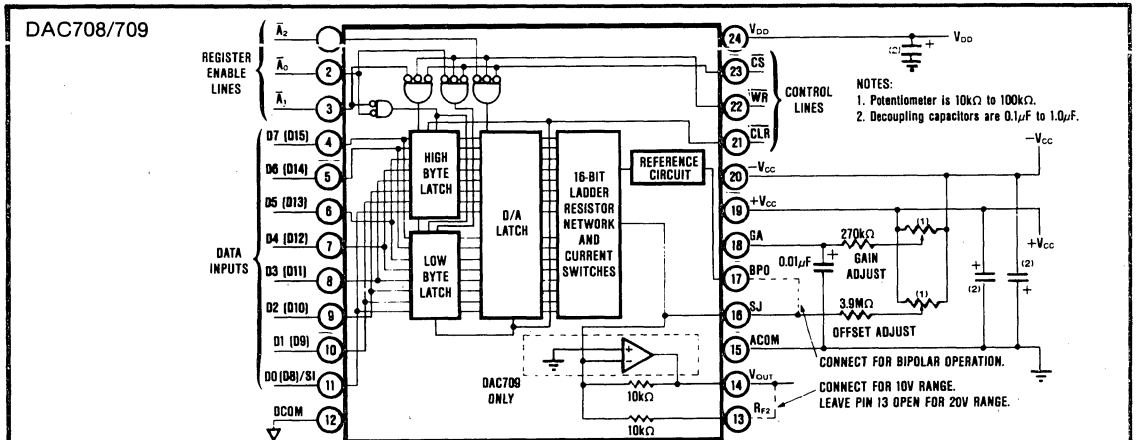 DAC708/709
REGISTER
ENABLE
LINES
A̅₂
A̅₀
2
A̅₁
3
D7 (D15)
4
D6 (D14)
5
D5 (D13)
6
D4 (D12)
7
D3 (D11)
8
D2 (D10)
9
D1 (D9)
10
D0 (D8)/SI
11
DCOM
12
DATA
INPUTS
HIGH
BYTE
LATCH
LOW
BYTE
LATCH
D/A
LATCH
16-BIT
LADDER
RESISTOR
NETWORK
AND
CURRENT
SWITCHES
REFERENCE
CIRCUIT
DAC709
ONLY
10kΩ
10kΩ
24 VDD
VDD
(2) +
23 C̅S̅
22 W̅R̅
21 C̅L̅R̅
CONTROL
LINES
NOTES:
1. Potentiometer is 10kΩ to 100kΩ.
2. Decoupling capacitors are 0.1μF to 1.0μF.
20 −VCC
−VCC
19 +VCC
+VCC
18 GA
270kΩ
(1)
GAIN
ADJUST
0.01μF
+
17 BPO
16 SJ
3.9MΩ
(1)
OFFSET ADJUST
+
(2)
(2)
+
15 ACOM
CONNECT FOR BIPOLAR OPERATION.
14 VOUT
CONNECT FOR 10V RANGE.
LEAVE PIN 13 OPEN FOR 20V RANGE.
13 RF2